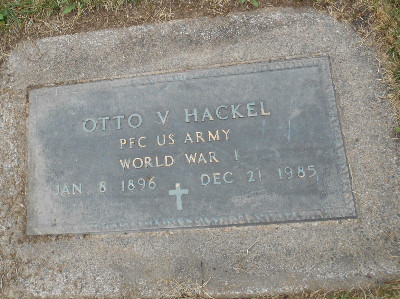 OTTO V HACKEL
PFC US ARMY
WORLD WAR I
JAN 8 1896 DEC 21 1985